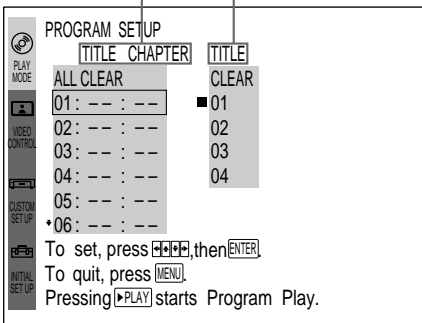 PROGRAM SETUP
TITLE CHAPTER TITLE
PLAY
MODE
ALL CLEAR CLEAR
01: – – : – – 01
VIDEO
CONTROL
02: – – : – – 02
03: – – : – – 03
04: – – : – – 04
CUSTOM
SET UP
05: – – : – –
06: – – : – –
To set, press ,then ENTER.
INITIAL
SET UP
To quit, press MENU.
Pressing PLAY starts Program Play.